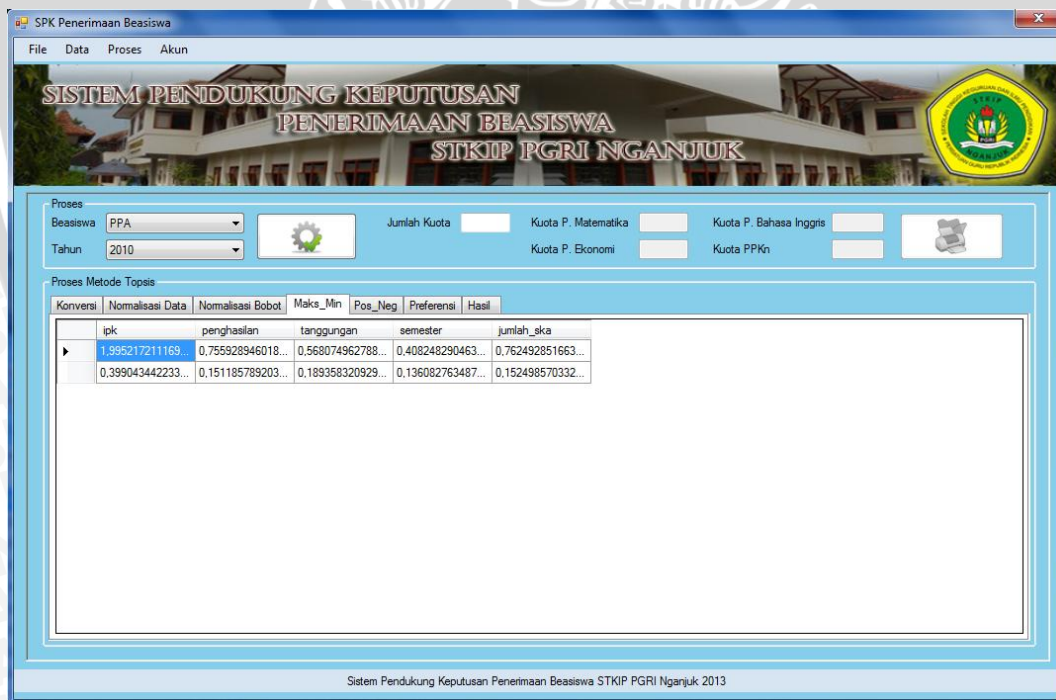 SPK Penerimaan Beasiswa
File Data Proses Akun
SISTEM PENDUKUNG KEPUTUSAN
PENERIMAAN BEASISWA
STKIP PGRI NGANJUK
STKIP
PGRI
NGANJUK
Proses
Beasiswa PPA Jumlah Kuota Kuota P. Matematika Kuota P. Bahasa Inggris
Tahun 2010 Kuota P. Ekonomi Kuota PPKn
Proses Metode Topsis
Konversi Normalisasi Data Normalisasi Bobot Maks_Min Pos_Neg Preferensi Hasil
ipk penghasilan tanggungan semester jumlah_ska
1,995217211169... 0,755928946018... 0,568074962788... 0,408248290463... 0,762492851663...
0,399043442233... 0,151185789203... 0,189358320929... 0,136082763487... 0,152498570332...
Sistem Pendukung Keputusan Penerimaan Beasiswa STKIP PGRI Nganjuk 2013